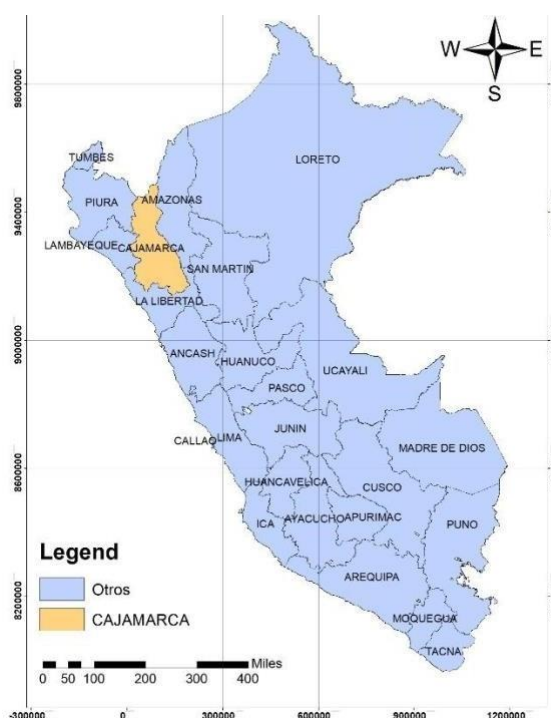 W
E
S
9600000
9400000
9000000
8600000
8200000
LORETO
TUMBES
PIURA
AMAZONAS
LAMBAYEQUE
CAJAMARCA
SAN MARTIN
LA LIBERTAD
ANCASH
HUANUCO
UCAYALI
PASCO
JUNIN
CALLAO
LIMA
MADRE DE DIOS
HUANCAVELICA
CUSCO
ICA
AYACUCHO
APURIMAC
PUNO
AREQUIPA
MOQUEGUA
TACNA
Legend
Otros
CAJAMARCA
Miles
0 50 100 200 300 400
-300000 0 300000 600000 900000 1200000